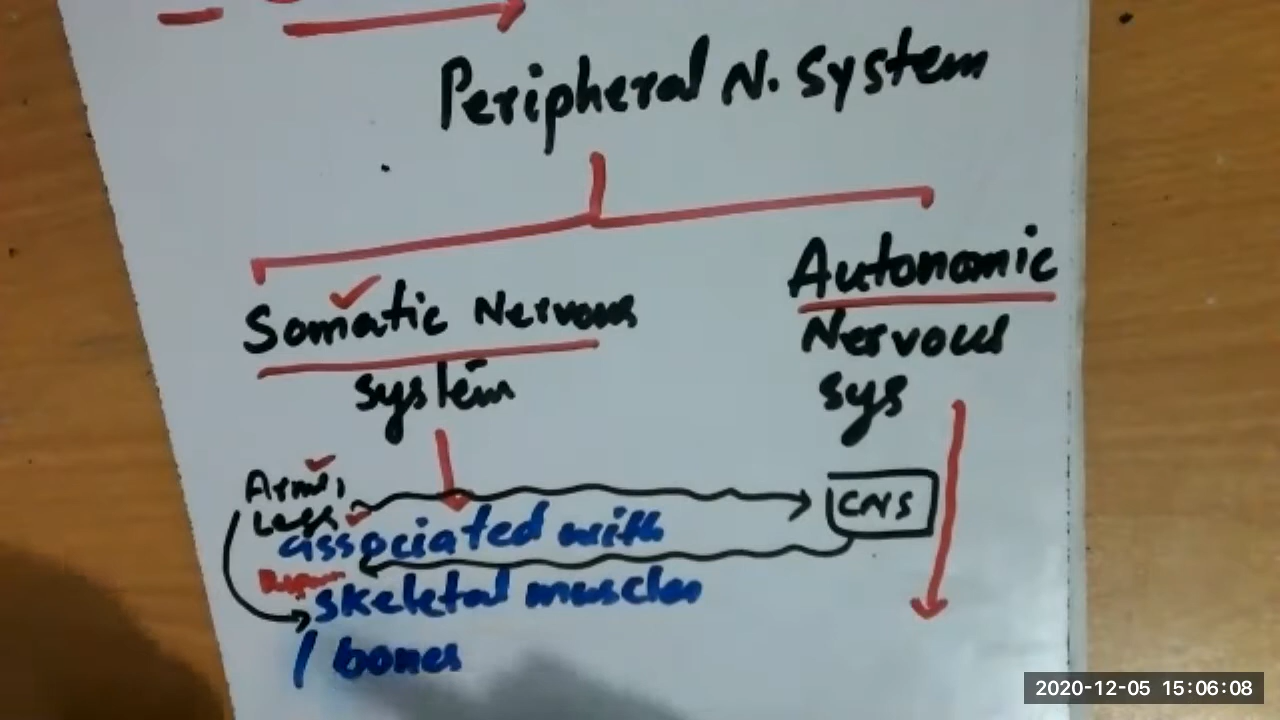 Peripheral N. System
Somatic Nervous
system
Autonomic
Nervous
sys
Arms,
Legs
CNS
associated with
skeletal muscles
/ bones
2020-12-05 15:06:08